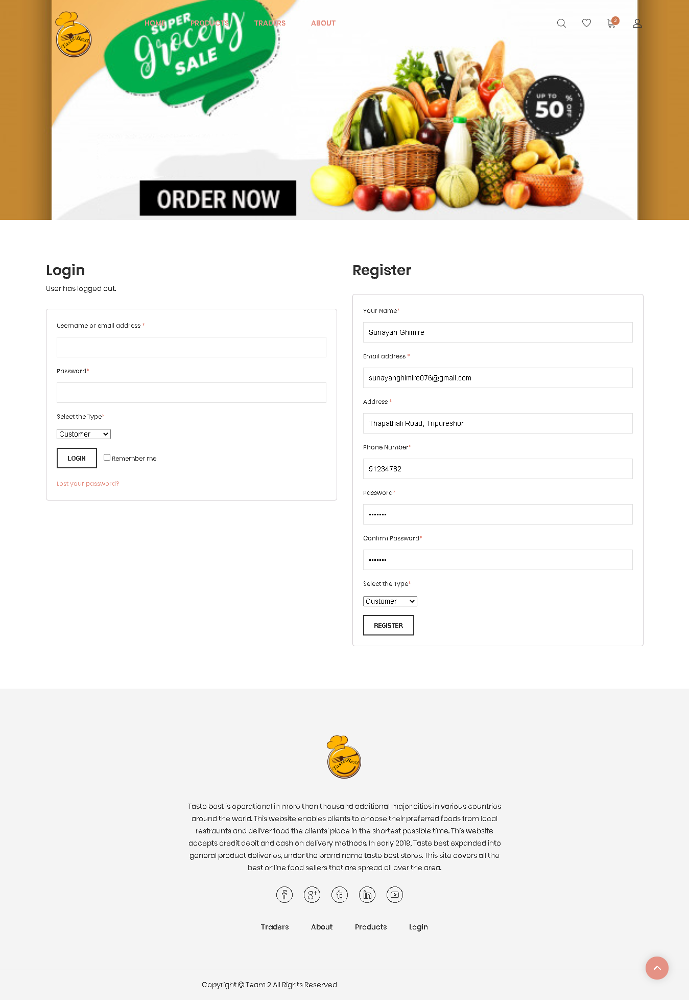 TasteBest
HOME
PRODUCTS
TRADERS
ABOUT
3
SUPER
grocery
SALE
UP TO
50
% OFF
ORDER NOW
Login
User has logged out.
Username or email address *
Password*
Select the Type*
Customer
LOGIN
Remember me
Lost your password?
Register
Your Name*
Sunayan Ghimire
Email address *
sunayanghimire076@gmail.com
Address *
Thapathali Road, Tripureshor
Phone Number*
51234782
Password*
•••••••
Confirm Password*
•••••••
Select the Type*
Customer
REGISTER
TasteBest
Taste best is operational in more than thousand additional major cities in various countries
around the world. This website enables clients to choose their preferred foods from local
restraunts and deliver food the clients' place in the shortest possible time. This website
accepts credit debit and cash on delivery methods. In early 2019, Taste best expanded into
general product deliveries, under the brand name taste best stores. This site covers all the
best online food sellers that are spread all over the area.
Traders
About
Products
Login
Copyright © Team 2 All Rights Reserved